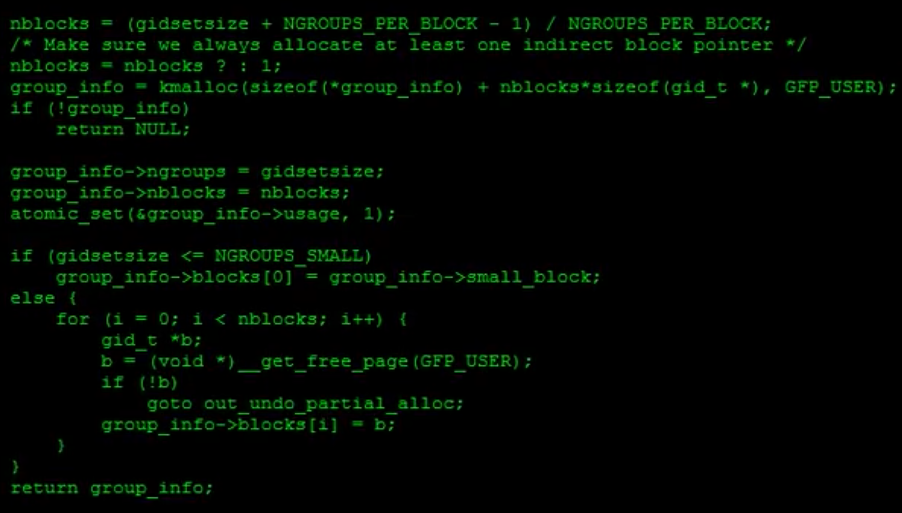 nblocks = (gidsetsize + NGROUPS_PER_BLOCK - 1) / NGROUPS_PER_BLOCK;
/* Make sure we always allocate at least one indirect block pointer */
nblocks = nblocks ? : 1;
group_info = kmalloc(sizeof(*group_info) + nblocks*sizeof(gid_t *), GFP_USER);
if (!group_info)
    return NULL;

group_info->ngroups = gidsetsize;
group_info->nblocks = nblocks;
atomic_set(&group_info->usage, 1);

if (gidsetsize <= NGROUPS_SMALL)
    group_info->blocks[0] = group_info->small_block;
else {
    for (i = 0; i < nblocks; i++) {
        gid_t *b;
        b = (void *)__get_free_page(GFP_USER);
        if (!b)
            goto out_undo_partial_alloc;
        group_info->blocks[i] = b;
    }
}
return group_info;